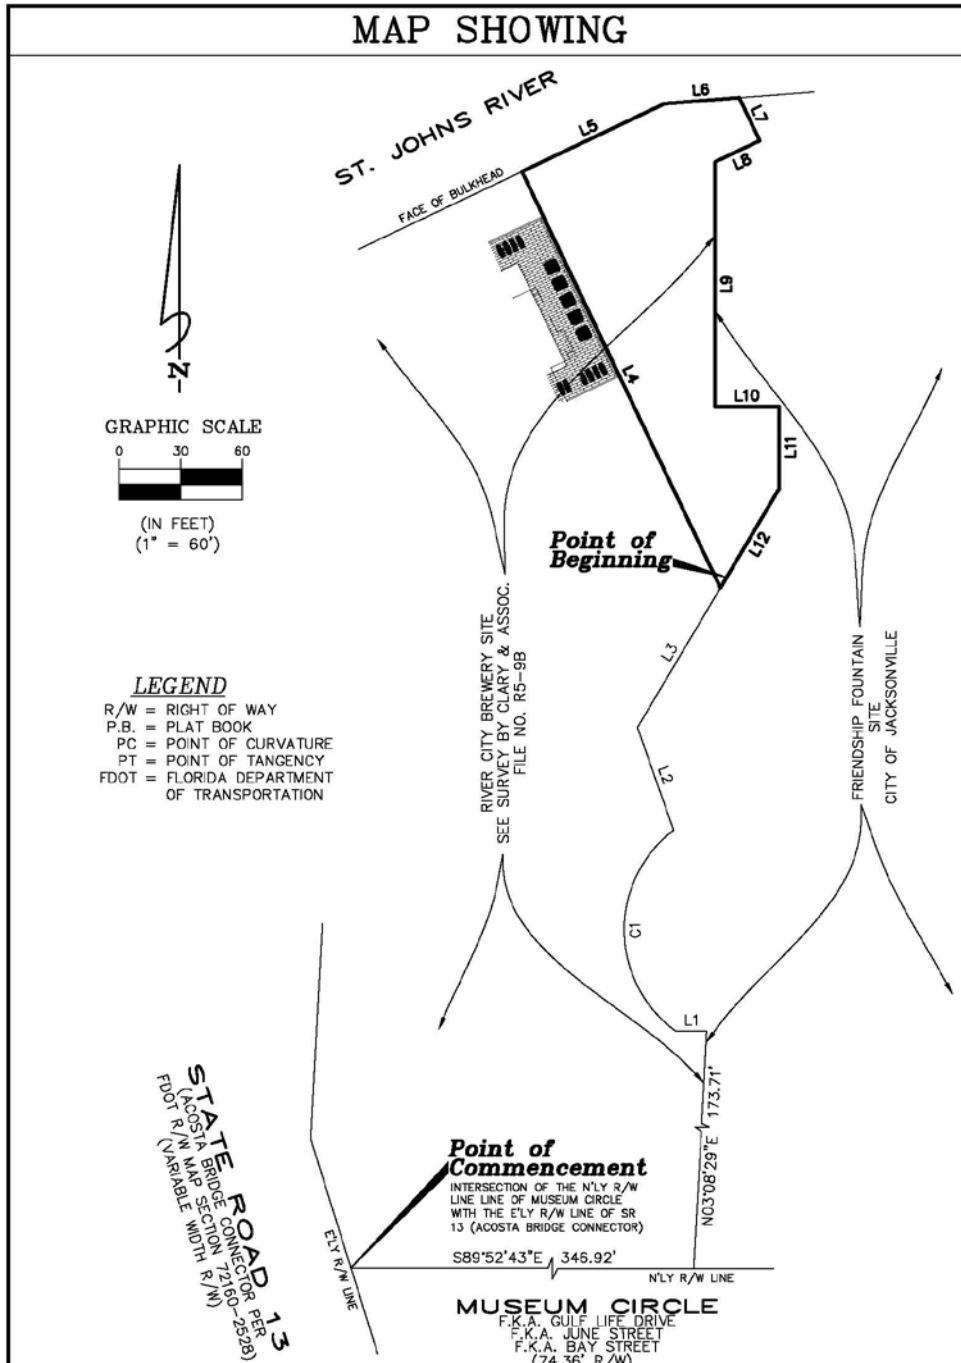 MAP SHOWING
ST. JOHNS RIVER
FACE OF BULKHEAD
L5
L6
L7
L8
L9
L4
L10
L11
L12
N
GRAPHIC SCALE
0 30 60
(IN FEET)
(1" = 60')
Point of
Beginning
L3
L2
C1
L1
LEGEND
R/W = RIGHT OF WAY
P.B. = PLAT BOOK
PC = POINT OF CURVATURE
PT = POINT OF TANGENCY
FDOT = FLORIDA DEPARTMENT
OF TRANSPORTATION
RIVER CITY BREWERY SITE
SEE SURVEY BY CLARY & ASSOC.
FILE NO. R5-9B
FRIENDSHIP FOUNTAIN
SITE
CITY OF JACKSONVILLE
N03°08'29"E 173.71'
STATE ROAD 13
(ACOSTA BRIDGE CONNECTOR PER
FDOT R/W MAP SECTION 72160-2528)
(VARIABLE WIDTH R/W)
E'LY R/W LINE
Point of
Commencement
INTERSECTION OF THE N'LY R/W
LINE LINE OF MUSEUM CIRCLE
WITH THE E'LY R/W LINE OF SR
13 (ACOSTA BRIDGE CONNECTOR)
S89°52'43"E 346.92'
N'LY R/W LINE
MUSEUM CIRCLE
F.K.A. GULF LIFE DRIVE
F.K.A. JUNE STREET
F.K.A. BAY STREET
(74.36' R/W)